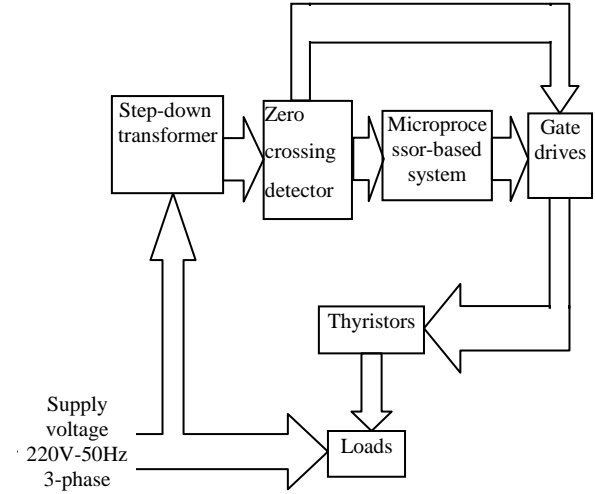 Step-down
transformer
Zero
crossing
detector
Microproce
ssor-based
system
Gate
drives
Thyristors
Supply
voltage
220V-50Hz
3-phase
Loads